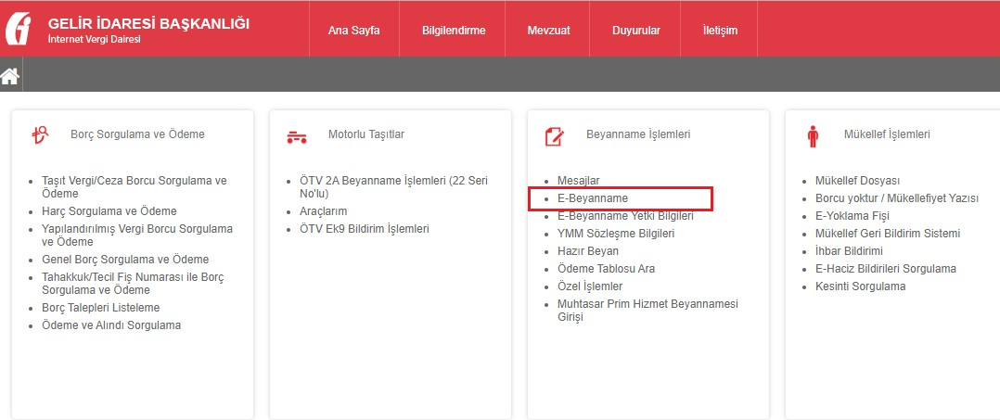 GELİR İDARESİ BAŞKANLIĞI
İnternet Vergi Dairesi
Ana Sayfa
Bilgilendirme
Mevzuat
Duyurular
İletişim
Borç Sorgulama ve Ödeme
Taşıt Vergi/Ceza Borcu Sorgulama ve
Ödeme
Harç Sorgulama ve Ödeme
Yapılandırılmış Vergi Borcu Sorgulama
ve Ödeme
Genel Borç Sorgulama ve Ödeme
Tahakkuk/Tecil Fiş Numarası ile Borç
Sorgulama ve Ödeme
Borç Talepleri Listeleme
Ödeme ve Alındı Sorgulama
Motorlu Taşıtlar
ÖTV 2A Beyanname İşlemleri (22 Seri
No'lu)
Araçlarım
ÖTV Ek9 Bildirim İşlemleri
Beyanname İşlemleri
Mesajlar
E-Beyanname
E-Beyanname Yetki Bilgileri
YMM Sözleşme Bilgileri
Hazır Beyan
Ödeme Tablosu Ara
Özel İşlemler
Muhtasar Prim Hizmet Beyannamesi
Girişi
Mükellef İşlemleri
Mükellef Dosyası
Borcu yoktur / Mükellefiyet Yazısı
E-Yoklama Fişi
Mükellef Geri Bildirim Sistemi
İhbar Bildirimi
E-Haciz Bildirileri Sorgulama
Kesinti Sorgulama